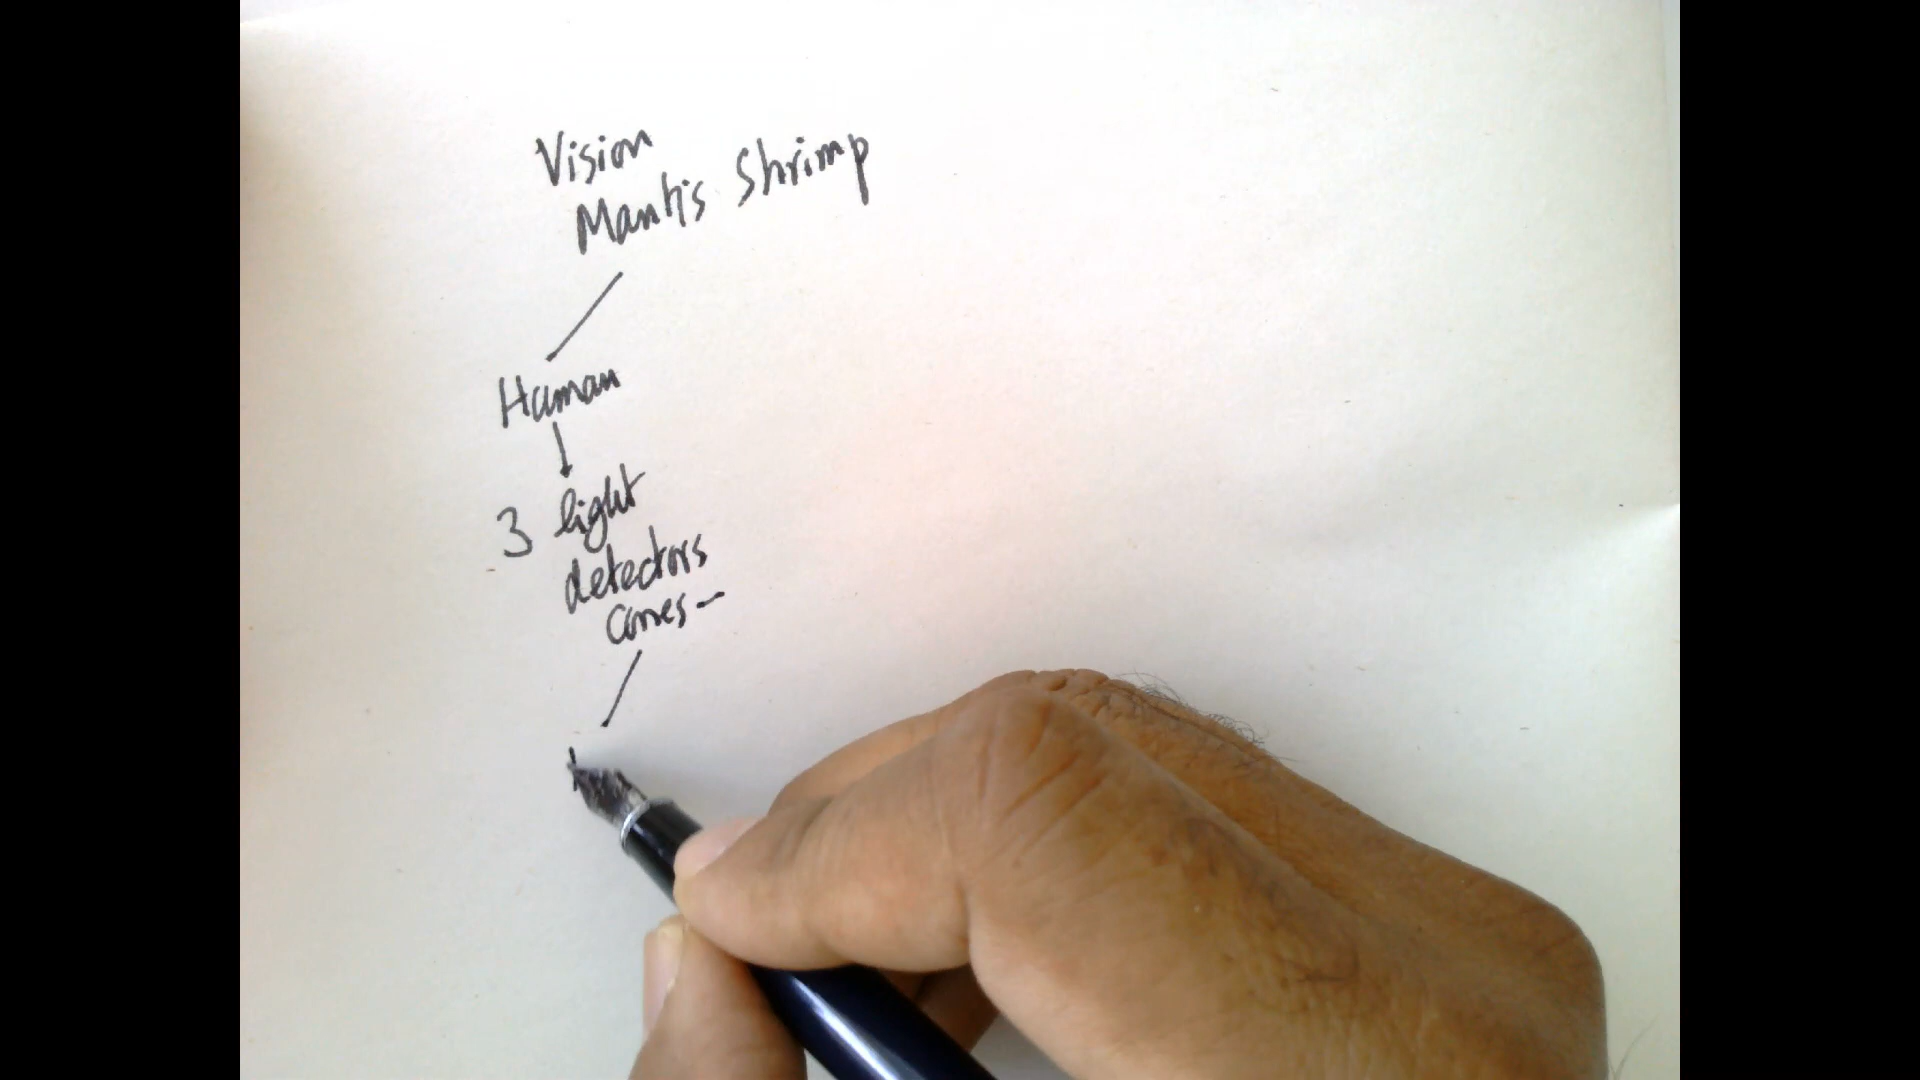 Vision
Mantis Shrimp
Human
3 light
detectors
cones -